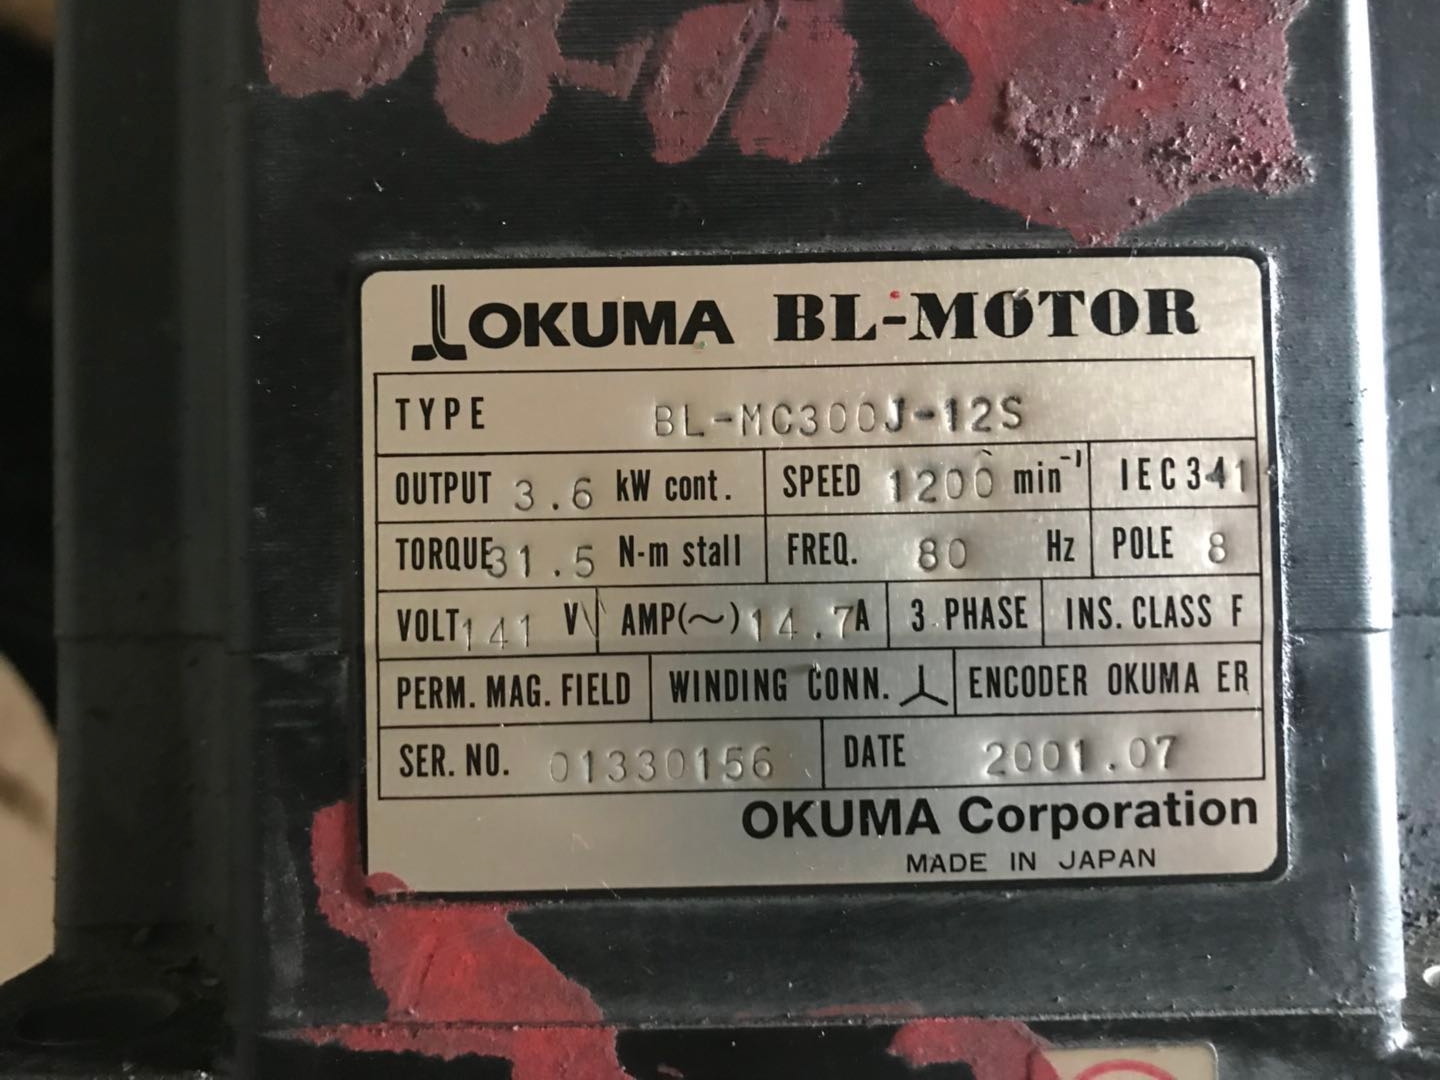 OKUMA BL-MOTOR
TYPE BL-MC300J-12S
OUTPUT 3.6 kW cont. SPEED 1200 min⁻¹ IEC341
TORQUE 31.5 N-m stall FREQ. 80 Hz POLE 8
VOLT 141 V AMP(~) 14.7A 3 PHASE INS. CLASS F
PERM. MAG. FIELD WINDING CONN. ENCODER OKUMA ER
SER. NO. 01330156 DATE 2001.07
OKUMA Corporation
MADE IN JAPAN